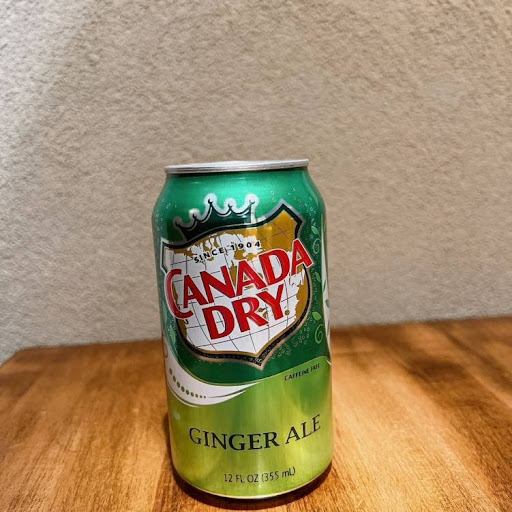 SINCE 1904
CANADA
DRY
CAFFEINE FREE
GINGER ALE
12 FL OZ (355 mL)